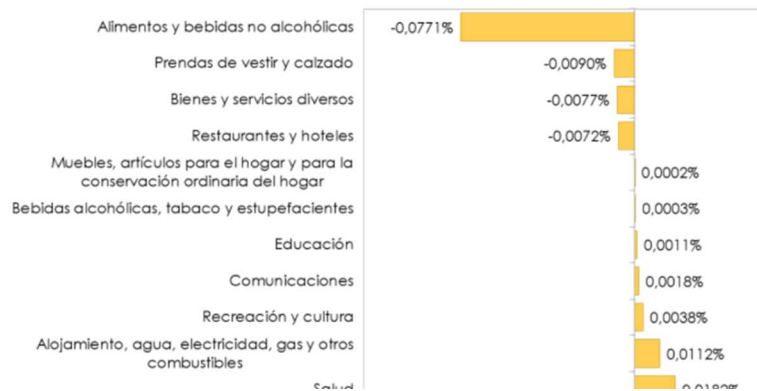 Alimentos y bebidas no alcohólicas -0,0771%
Prendas de vestir y calzado -0,0090%
Bienes y servicios diversos -0,0077%
Restaurantes y hoteles -0,0072%
Muebles, artículos para el hogar y para la
conservación ordinaria del hogar 0,0002%
Bebidas alcohólicas, tabaco y estupefacientes 0,0003%
Educación 0,0011%
Comunicaciones 0,0018%
Recreación y cultura 0,0038%
Alojamiento, agua, electricidad, gas y otros
combustibles 0,0112%
Salud